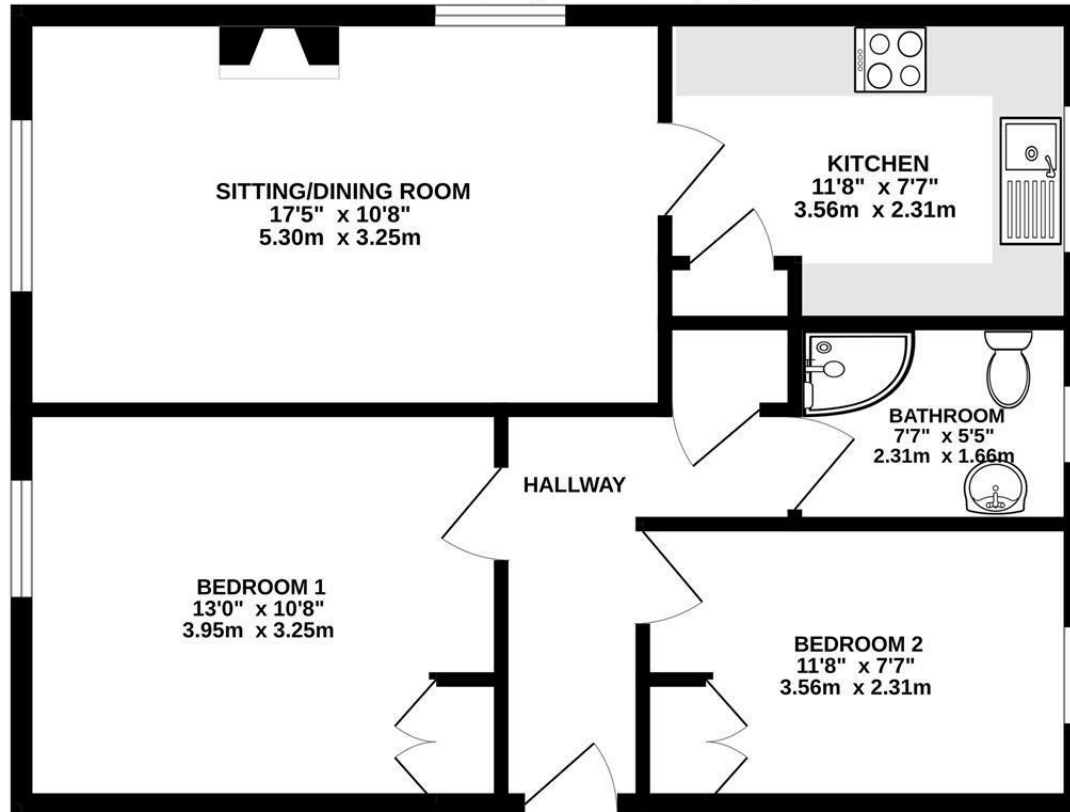 SITTING/DINING ROOM
17'5" x 10'8"
5.30m x 3.25m
KITCHEN
11'8" x 7'7"
3.56m x 2.31m
BATHROOM
7'7" x 5'5"
2.31m x 1.66m
HALLWAY
BEDROOM 1
13'0" x 10'8"
3.95m x 3.25m
BEDROOM 2
11'8" x 7'7"
3.56m x 2.31m